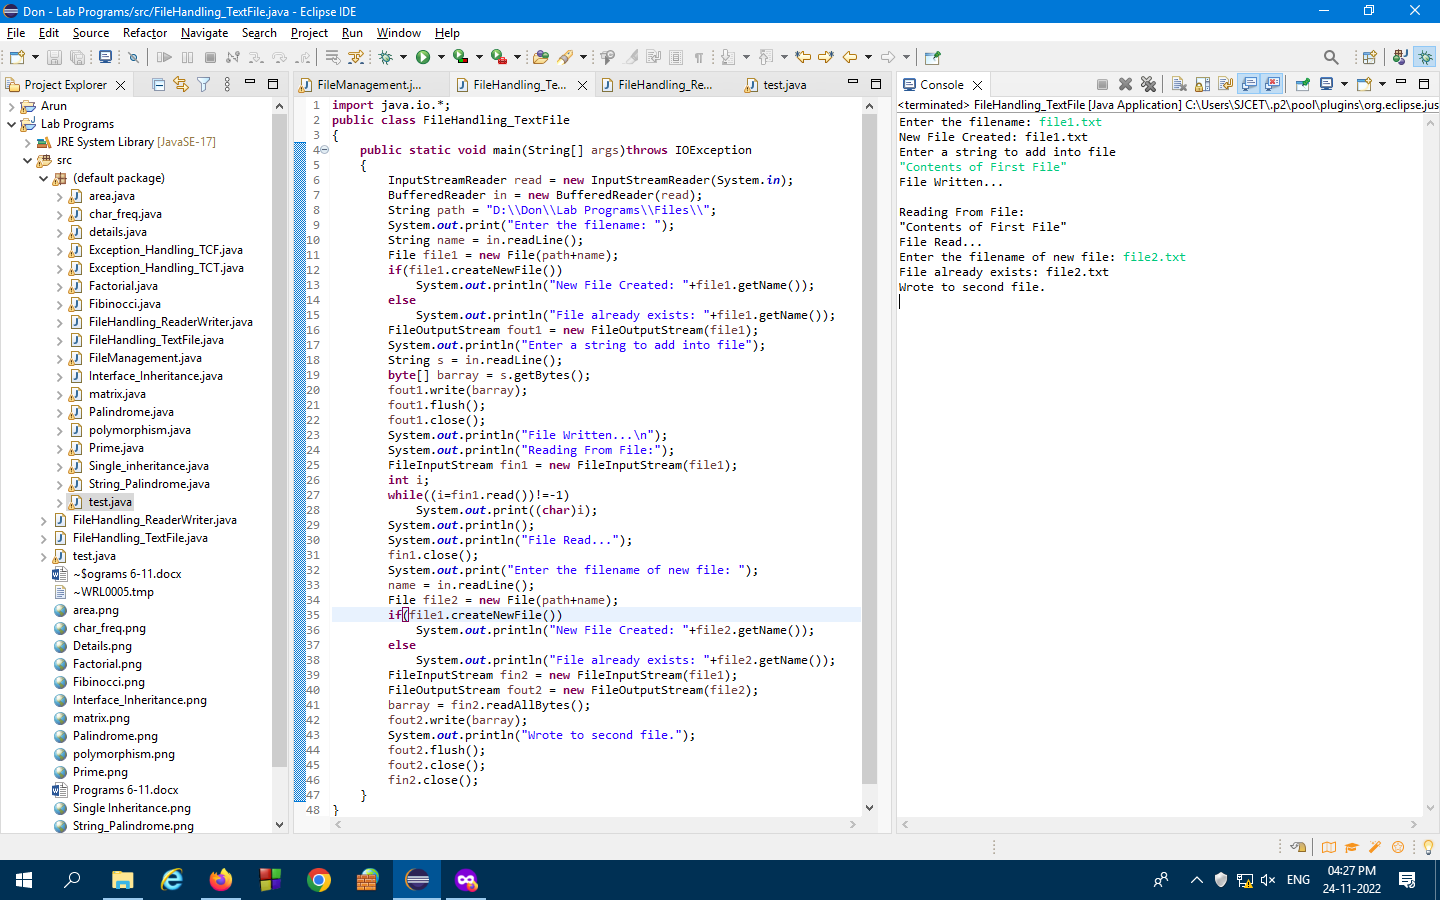 Don - Lab Programs/src/FileHandling_TextFile.java - Eclipse IDE
File Edit Source Refactor Navigate Search Project Run Window Help
Project Explorer
Arun
Lab Programs
JRE System Library [JavaSE-17]
src
(default package)
area.java
char_freq.java
details.java
Exception_Handling_TCF.java
Exception_Handling_TCT.java
Factorial.java
Fibinocci.java
FileHandling_ReaderWriter.java
FileHandling_TextFile.java
FileManagement.java
Interface_Inheritance.java
matrix.java
Palindrome.java
polymorphism.java
Prime.java
Single_inheritance.java
String_Palindrome.java
test.java
FileHandling_ReaderWriter.java
FileHandling_TextFile.java
test.java
~$ograms 6-11.docx
~WRL0005.tmp
area.png
char_freq.png
Details.png
Factorial.png
Fibinocci.png
Interface_Inheritance.png
matrix.png
Palindrome.png
polymorphism.png
Prime.png
Programs 6-11.docx
Single Inheritance.png
String_Palindrome.png
FileManagement.j... FileHandling_Te... FileHandling_Re... test.java
1 import java.io.*;
2 public class FileHandling_TextFile
3 {
4 public static void main(String[] args)throws IOException
5 {
6 InputStreamReader read = new InputStreamReader(System.in);
7 BufferedReader in = new BufferedReader(read);
8 String path = "D:\\Don\\Lab Programs\\Files\\";
9 System.out.print("Enter the filename: ");
10 String name = in.readLine();
11 File file1 = new File(path+name);
12 if(file1.createNewFile())
13 System.out.println("New File Created: "+file1.getName());
14 else
15 System.out.println("File already exists: "+file1.getName());
16 FileOutputStream fout1 = new FileOutputStream(file1);
17 System.out.println("Enter a string to add into file");
18 String s = in.readLine();
19 byte[] barray = s.getBytes();
20 fout1.write(barray);
21 fout1.flush();
22 fout1.close();
23 System.out.println("File Written...\n");
24 System.out.println("Reading From File:");
25 FileInputStream fin1 = new FileInputStream(file1);
26 int i;
27 while((i=fin1.read())!=-1)
28 System.out.print((char)i);
29 System.out.println();
30 System.out.println("File Read...");
31 fin1.close();
32 System.out.print("Enter the filename of new file: ");
33 name = in.readLine();
34 File file2 = new File(path+name);
35 if(file1.createNewFile())
36 System.out.println("New File Created: "+file2.getName());
37 else
38 System.out.println("File already exists: "+file2.getName());
39 FileInputStream fin2 = new FileInputStream(file1);
40 FileOutputStream fout2 = new FileOutputStream(file2);
41 barray = fin2.readAllBytes();
42 fout2.write(barray);
43 System.out.println("Wrote to second file.");
44 fout2.flush();
45 fout2.close();
46 fin2.close();
47 }
48 }
Console
<terminated> FileHandling_TextFile [Java Application] C:\Users\SJCET\.p2\pool\plugins\org.eclipse.jus
Enter the filename: file1.txt
New File Created: file1.txt
Enter a string to add into file
"Contents of First File"
File Written...
Reading From File:
"Contents of First File"
File Read...
Enter the filename of new file: file2.txt
File already exists: file2.txt
Wrote to second file.
ENG
04:27 PM
24-11-2022